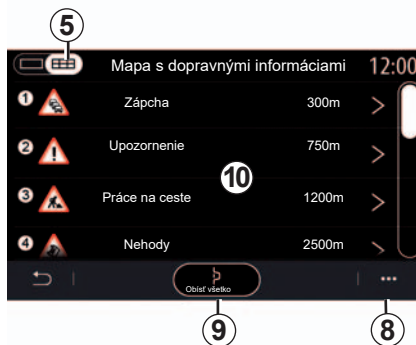 5
Mapa s dopravnými informáciami 12:00
1 Zápcha 300m
2 Upozornenie 750m
10
3 Práce na ceste 1200m
4 Nehody 2500m
Obísť všetko
9 8